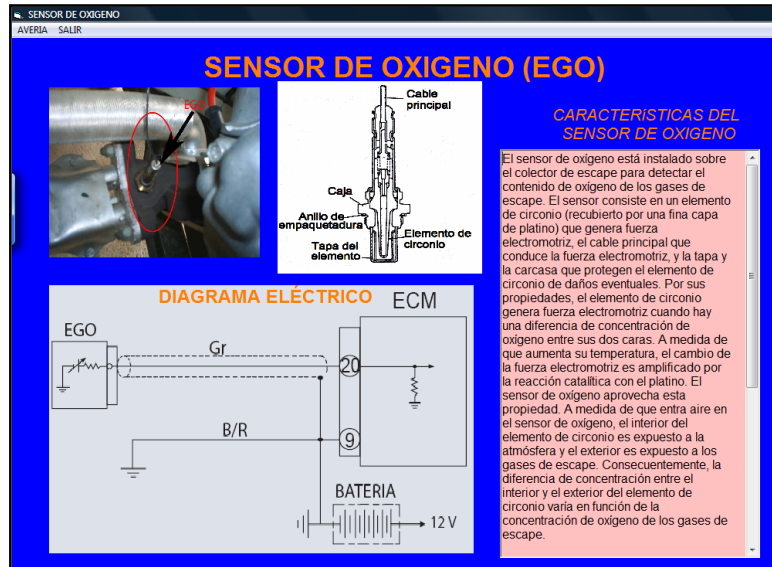 SENSOR DE OXIGENO
AVERIA SALIR
SENSOR DE OXIGENO (EGO)
EGO
Cable
principal
Caja
Anillo de
empaquetadura
Tapa del
elemento
Elemento de
circonio
CARACTERíSTICAS DEL
SENSOR DE OXIGENO
El sensor de oxígeno está instalado sobre
el colector de escape para detectar el
contenido de oxígeno de los gases de
escape. El sensor consiste en un elemento
de circonio (recubierto por una fina capa
de platino) que genera fuerza
electromotriz, el cable principal que
conduce la fuerza electromotriz, y la tapa y
la carcasa que protegen el elemento de
circonio de daños eventuales. Por sus
propiedades, el elemento de circonio
genera fuerza electromotriz cuando hay
una diferencia de concentración de
oxígeno entre sus dos caras. A medida de
que aumenta su temperatura, el cambio de
la fuerza electromotriz es amplificado por
la reacción catalítica con el platino. El
sensor de oxígeno aprovecha esta
propiedad. A medida de que entra aire en
el sensor de oxígeno, el interior del
elemento de circonio es expuesto a la
atmósfera y el exterior es expuesto a los
gases de escape. Consecuentemente, la
diferencia de concentración entre el
interior y el exterior del elemento de
circonio varía en función de la
concentración de oxígeno de los gases de
escape.
DIAGRAMA ELÉCTRICO
ECM
EGO
Gr
20
B/R
9
BATERIA
12 V